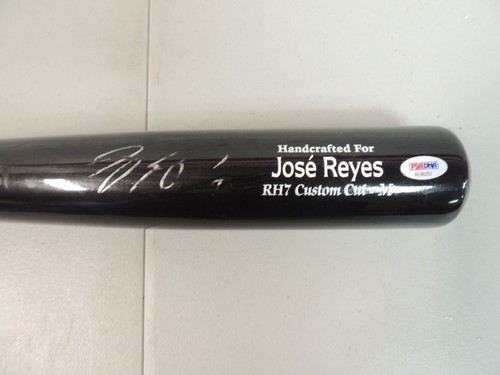 Handcrafted For
José Reyes
RH7 Custom Cut - M
PSA/DNA